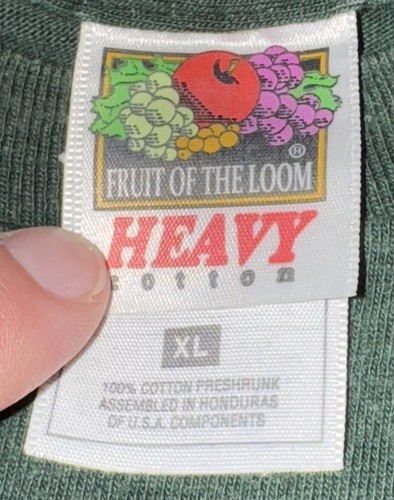 ®
FRUIT OF THE LOOM
HEAVY
cotton
XL
100% COTTON PRESHRUNK
ASSEMBLED IN HONDURAS
OF U.S.A. COMPONENTS